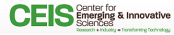 CEIS Center for
Emerging & Innovative
Sciences
Research • Industry • Transforming Technology